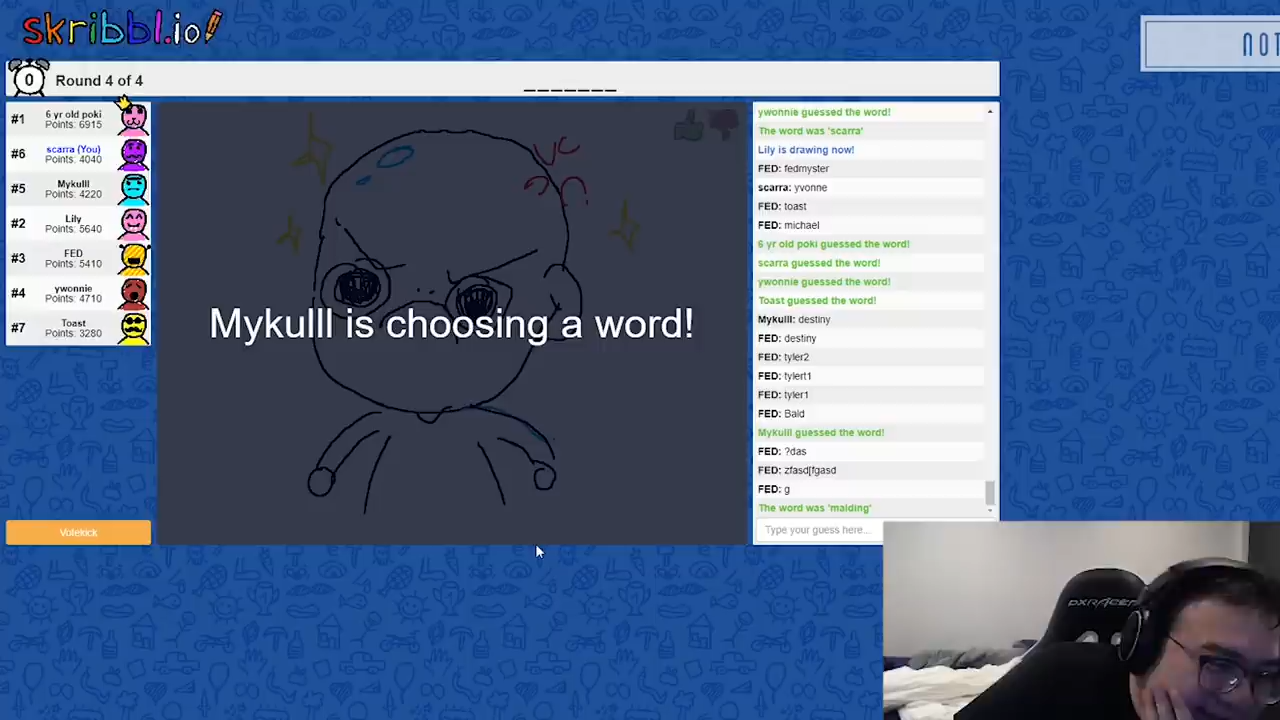 skribbl.io
NOT
0
Round 4 of 4
_______
#1
6 yr old poki
Points: 6915
#6
scarra (You)
Points: 4040
#5
Mykulll
Points: 4220
#2
Lily
Points: 5640
#3
FED
Points: 5410
#4
ywonnie
Points: 4710
#7
Toast
Points: 3280
Votekick
Mykulll is choosing a word!
ywonnie guessed the word!
The word was 'scarra'
Lily is drawing now!
FED: fedmyster
scarra: yvonne
FED: toast
FED: michael
6 yr old poki guessed the word!
scarra guessed the word!
ywonnie guessed the word!
Toast guessed the word!
Mykulll: destiny
FED: destiny
FED: tyler2
FED: tylert1
FED: tyler1
FED: Bald
Mykulll guessed the word!
FED: ?das
FED: zfasd[fgasd
FED: g
The word was 'malding'
Type your guess here...
DXRACER